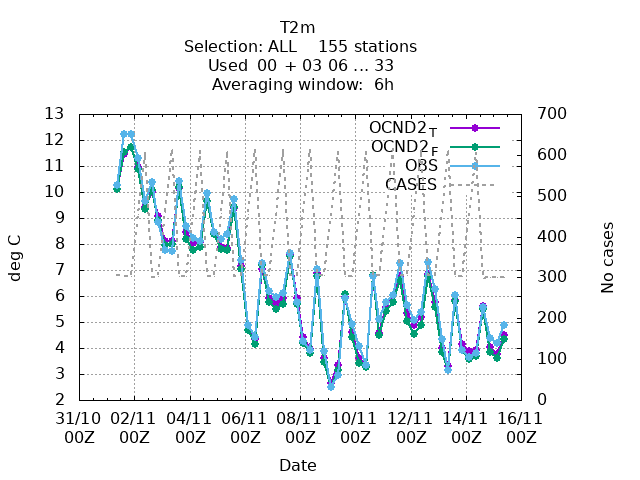 T2m
Selection: ALL    155 stations
Used  00 + 03 06 ... 33
Averaging window:  6h
13
12
11
10
9
8
7
6
5
4
3
2
deg C
700
600
500
400
300
200
100
0
No cases
OCND2T
OCND2F
OBS
CASES
31/10 02/11 04/11 06/11 08/11 10/11 12/11 14/11 16/11
00Z 00Z 00Z 00Z 00Z 00Z 00Z 00Z 00Z
Date